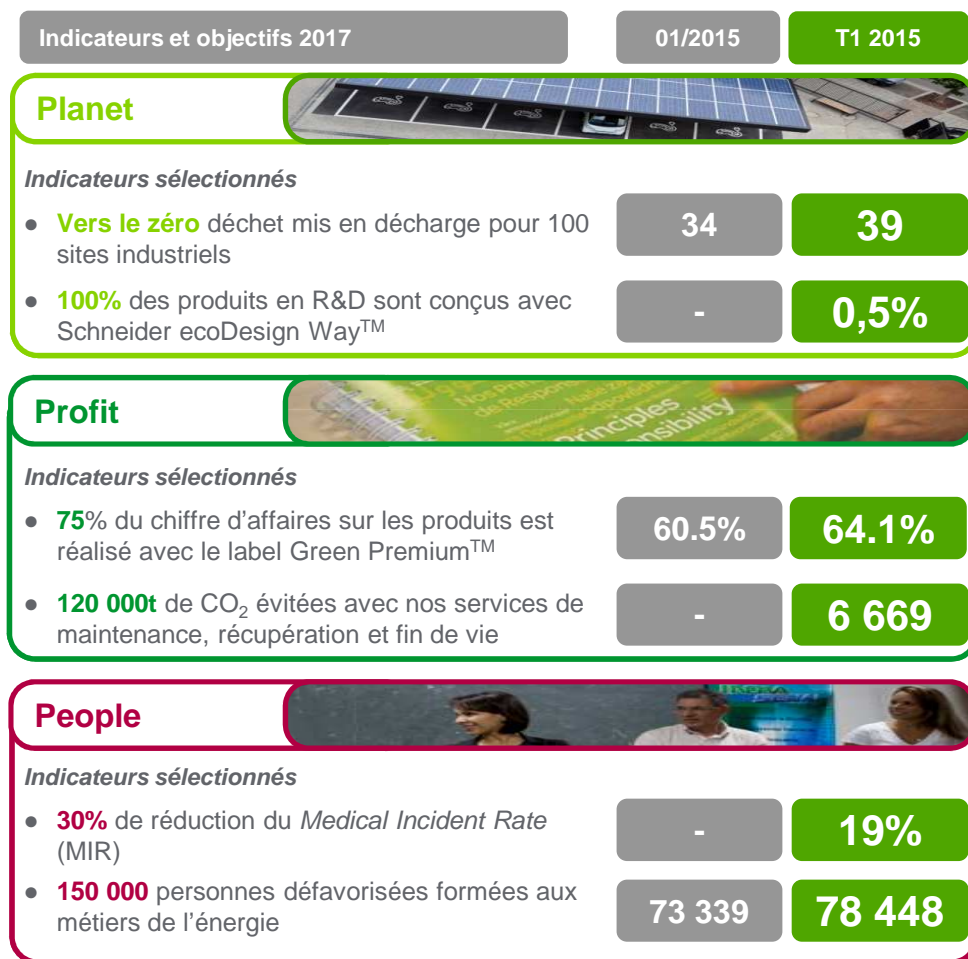 Indicateurs et objectifs 2017 01/2015 T1 2015
Planet
Indicateurs sélectionnés
● Vers le zéro déchet mis en décharge pour 100
sites industriels
34 39
● 100% des produits en R&D sont conçus avec
Schneider ecoDesign Way™
- 0,5%
Profit
Nos Prin
de Respon
Principles
nsibility
Indicateurs sélectionnés
● 75% du chiffre d'affaires sur les produits est
réalisé avec le label Green Premium™
60.5% 64.1%
● 120 000t de CO₂ évitées avec nos services de
maintenance, récupération et fin de vie
- 6 669
People
Indicateurs sélectionnés
● 30% de réduction du Medical Incident Rate
(MIR)
- 19%
● 150 000 personnes défavorisées formées aux
métiers de l'énergie
73 339 78 448